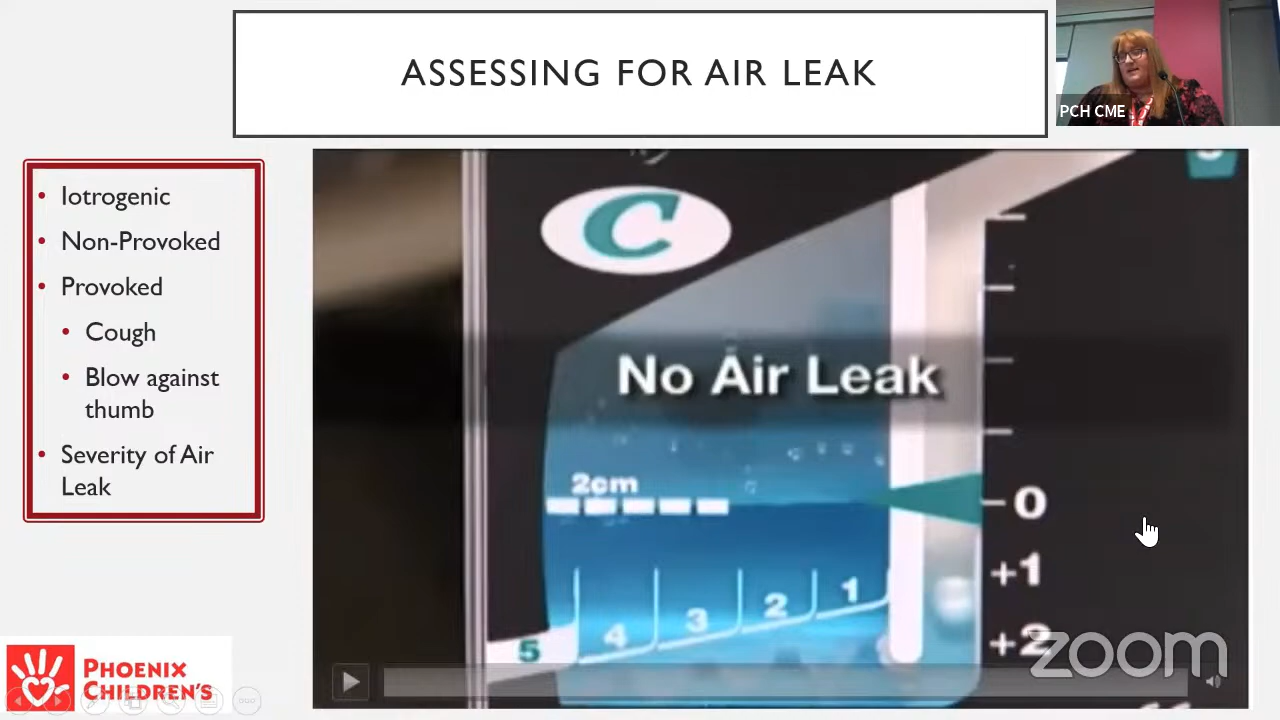 ASSESSING FOR AIR LEAK
PCH CME
• Iotrogenic
• Non-Provoked
• Provoked
• Cough
• Blow against
thumb
• Severity of Air
Leak
C
No Air Leak
2cm
0
+1
+2
5 4 3 2 1
zoom
PHOENIX
CHILDREN'S